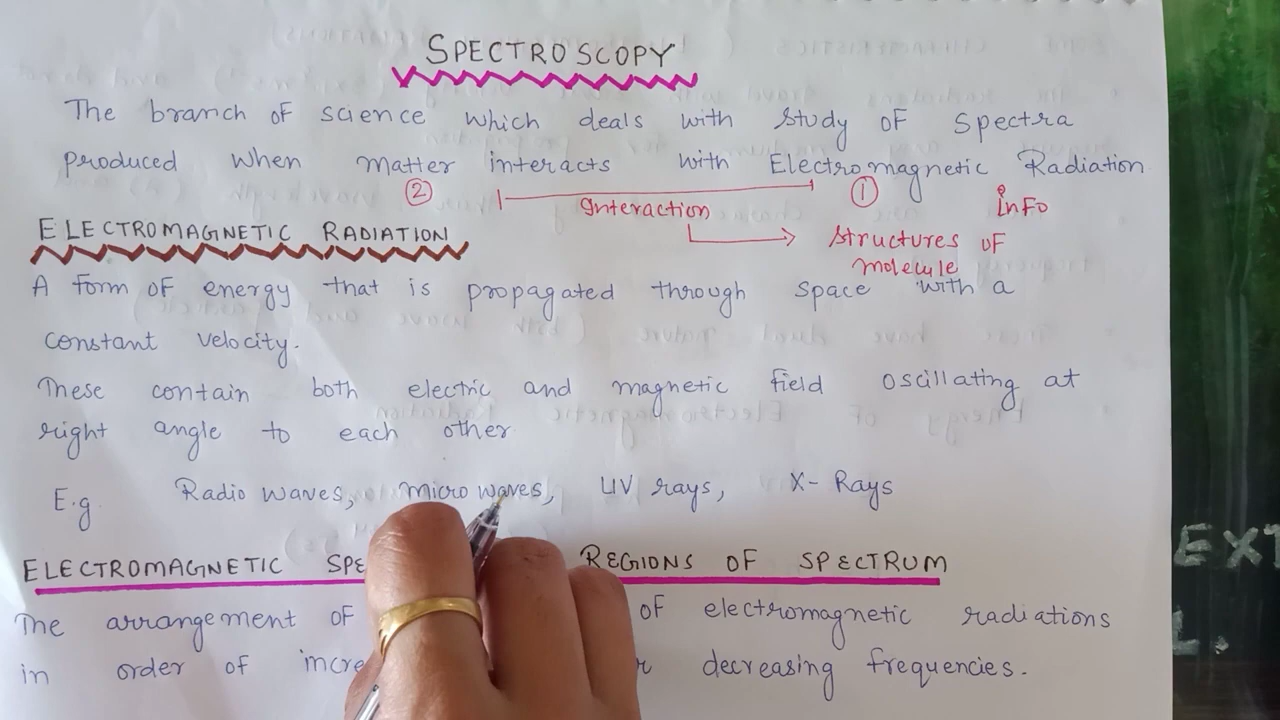 SPECTROSCOPY
The branch of science which deals with study of spectra
produced when matter interacts with Electromagnetic Radiation
② Interaction ① info
structures of
molecule
ELECTROMAGNETIC RADIATION
A form of energy that is propagated through space with a
constant velocity.
These contain both electric and magnetic field oscillating at
right angle to each other
E.g Radio waves, micro waves, UV rays, X-Rays
ELECTROMAGNETIC REGIONS OF SPECTRUM
The arrangement of of electromagnetic radiations
in order of decreasing frequencies.
EXT
L.